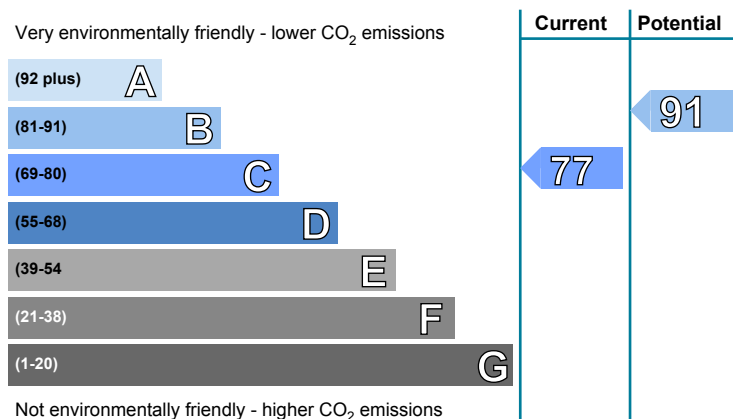 Very environmentally friendly - lower CO2 emissions
Current
Potential
(92 plus) A
(81-91) B
(69-80) C
(55-68) D
(39-54 E
(21-38) F
(1-20) G
77
91
Not environmentally friendly - higher CO2 emissions